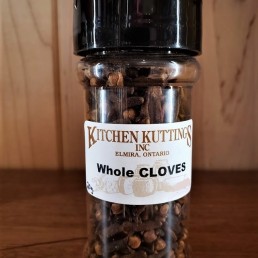 KITCHEN KUTTINGS
INC
ELMIRA, ONTARIO
Whole CLOVES